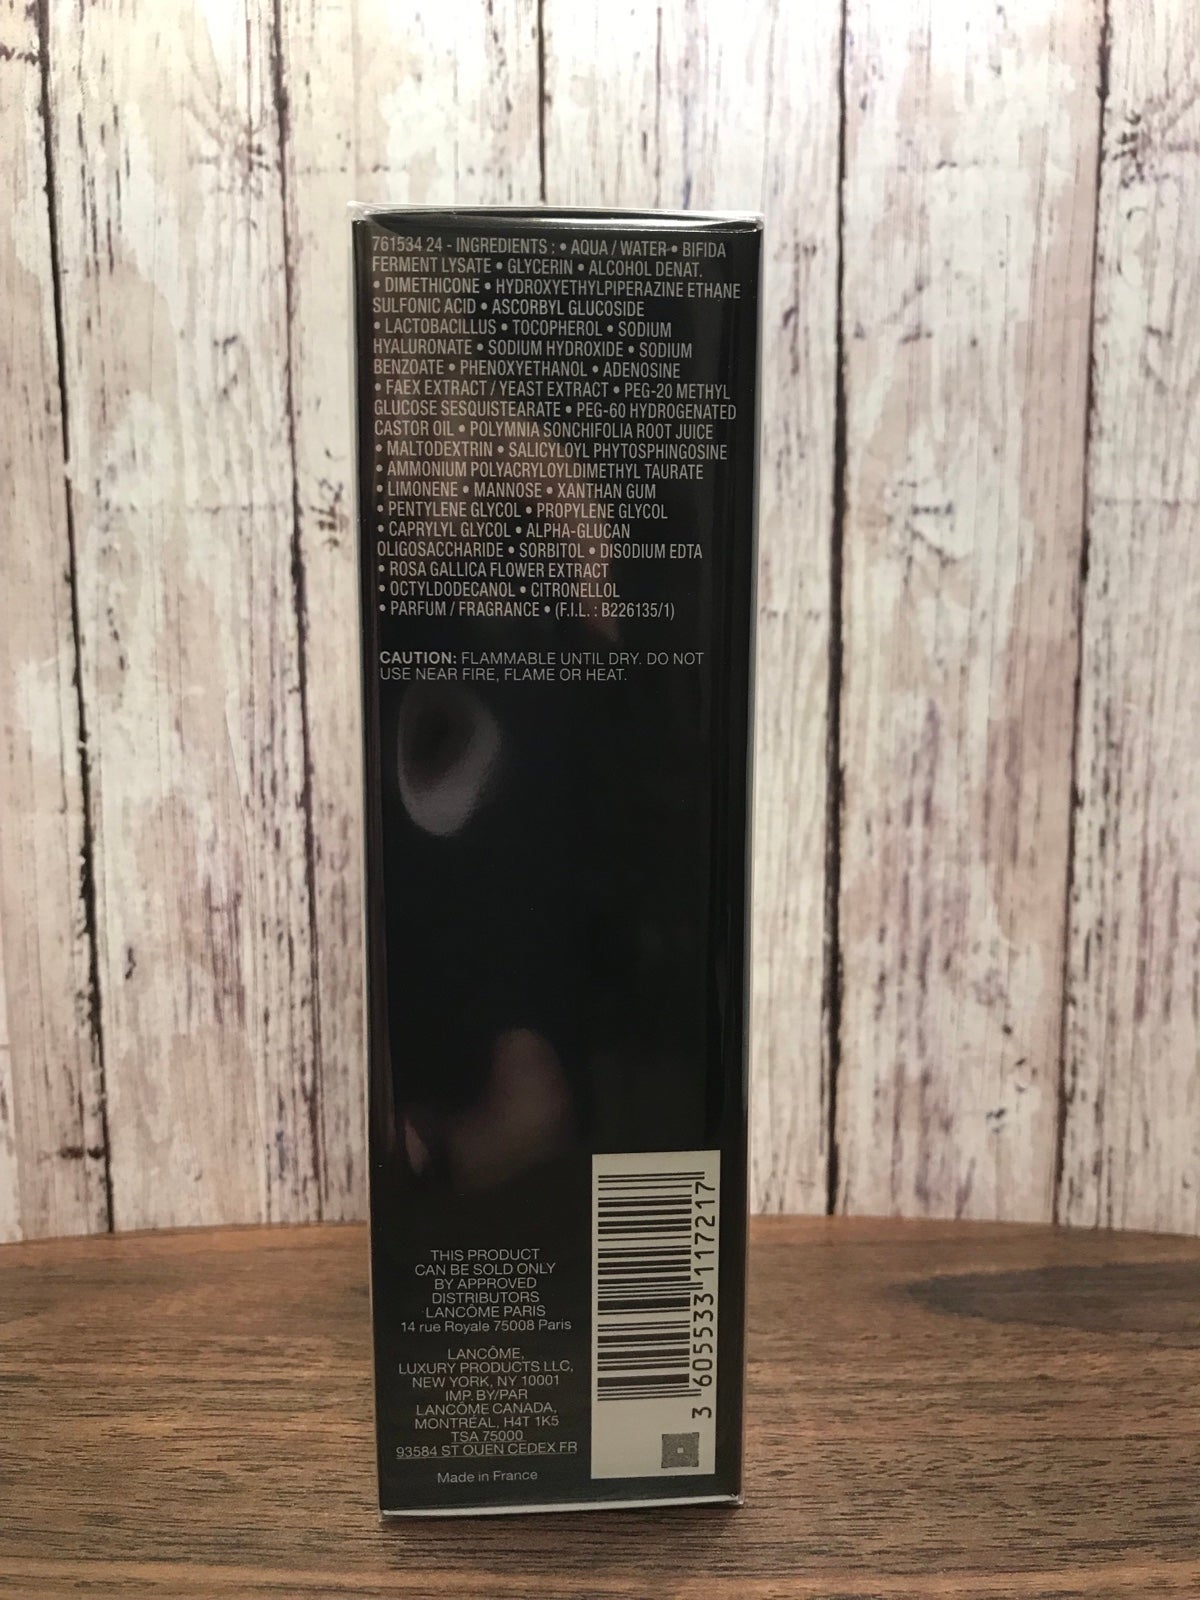 761534 24 - INGREDIENTS : • AQUA / WATER • BIFIDA
FERMENT LYSATE • GLYCERIN • ALCOHOL DENAT.
• DIMETHICONE • HYDROXYETHYLPIPERAZINE ETHANE
SULFONIC ACID • ASCORBYL GLUCOSIDE
• LACTOBACILLUS • TOCOPHEROL • SODIUM
HYALURONATE • SODIUM HYDROXIDE • SODIUM
BENZOATE • PHENOXYETHANOL • ADENOSINE
• FAEX EXTRACT / YEAST EXTRACT • PEG-20 METHYL
GLUCOSE SESQUISTEARATE • PEG-60 HYDROGENATED
CASTOR OIL • POLYMNIA SONCHIFOLIA ROOT JUICE
• MALTODEXTRIN • SALICYLOYL PHYTOSPHINGOSINE
• AMMONIUM POLYACRYLOYLDIMETHYL TAURATE
• LIMONENE • MANNOSE • XANTHAN GUM
• PENTYLENE GLYCOL • PROPYLENE GLYCOL
• CAPRYLYL GLYCOL • ALPHA-GLUCAN
OLIGOSACCHARIDE • SORBITOL • DISODIUM EDTA
• ROSA GALLICA FLOWER EXTRACT
• OCTYLDODECANOL • CITRONELLOL
• PARFUM / FRAGRANCE • (F.I.L. : B226135/1)
CAUTION: FLAMMABLE UNTIL DRY. DO NOT
USE NEAR FIRE, FLAME OR HEAT.
THIS PRODUCT
CAN BE SOLD ONLY
BY APPROVED
DISTRIBUTORS
LANCÔME PARIS
14 rue Royale 75008 Paris
LANCÔME,
LUXURY PRODUCTS LLC,
NEW YORK, NY 10001
IMP. BY/PAR
LANCÔME CANADA,
MONTRÉAL, H4T 1K5
TSA 75000
93584 ST OUEN CEDEX FR
Made in France
3 605533 117217